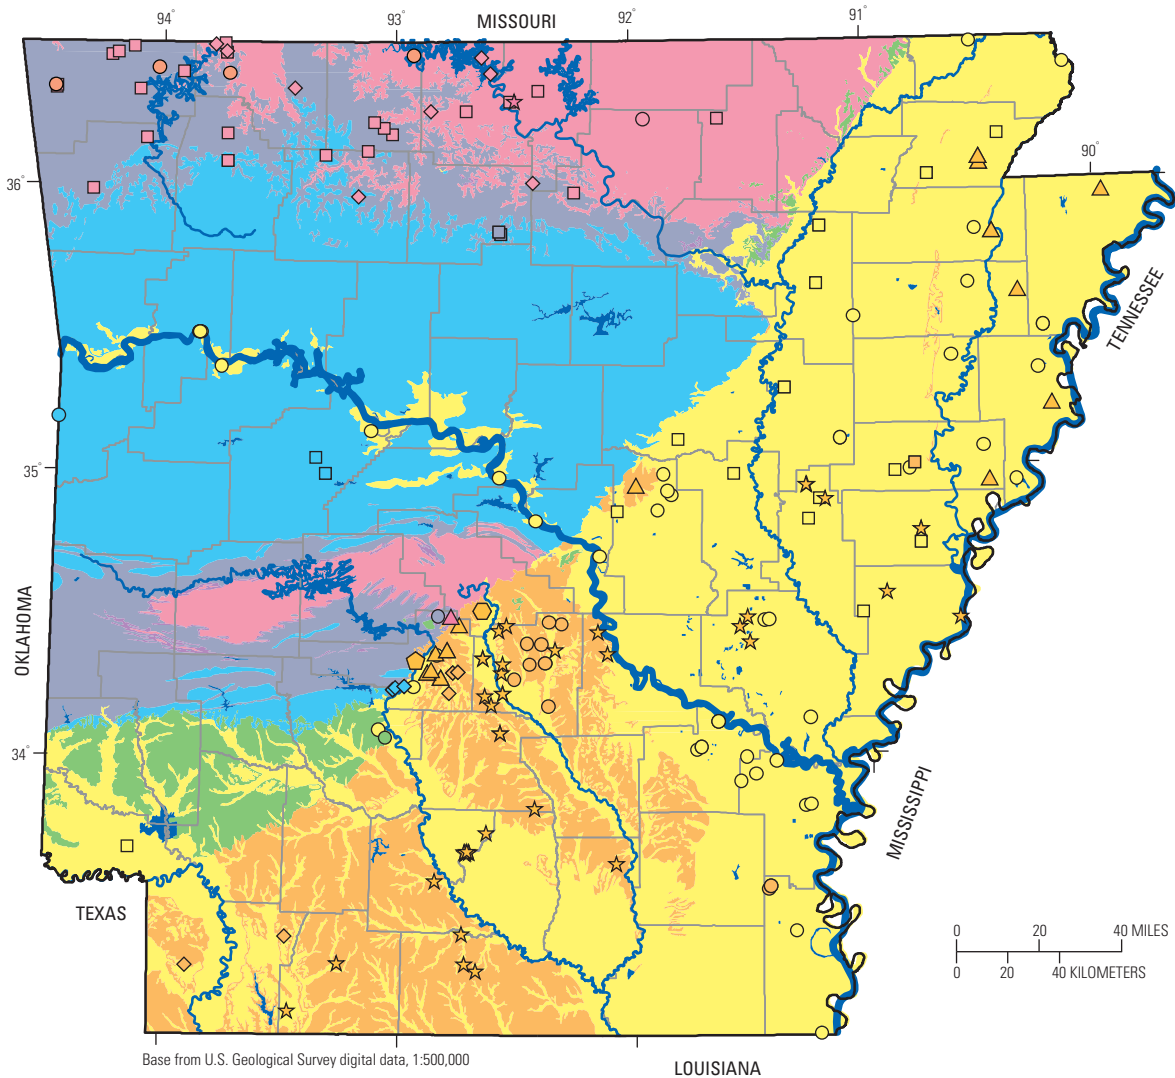 94°
93°
MISSOURI
92°
91°
90°
36°
TENNESSEE
35°
OKLAHOMA
34°
MISSISSIPPI
TEXAS
0 20 40 MILES
0 20 40 KILOMETERS
Base from U.S. Geological Survey digital data, 1:500,000
LOUISIANA